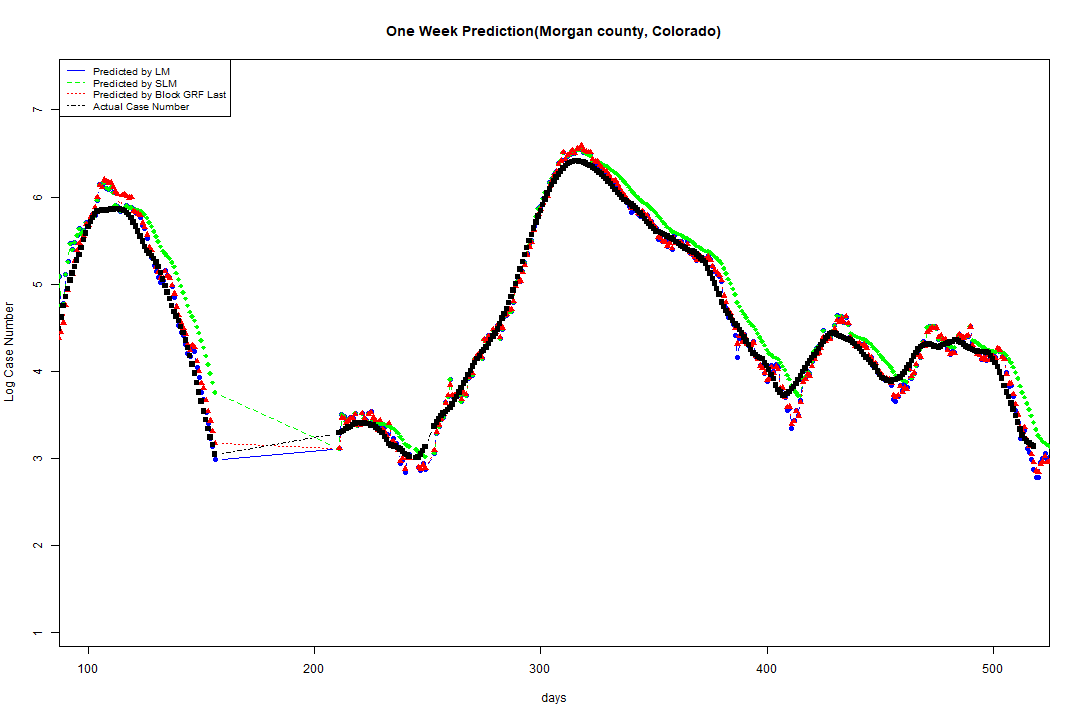 One Week Prediction(Morgan county, Colorado)
Predicted by LM
Predicted by SLM
Predicted by Block GRF Last
Actual Case Number
7
6
5
4
3
2
1
Log Case Number
100 200 300 400 500
days